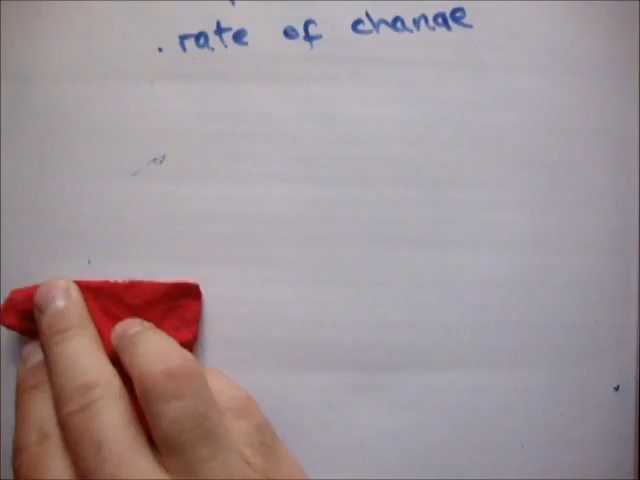 . rate of change